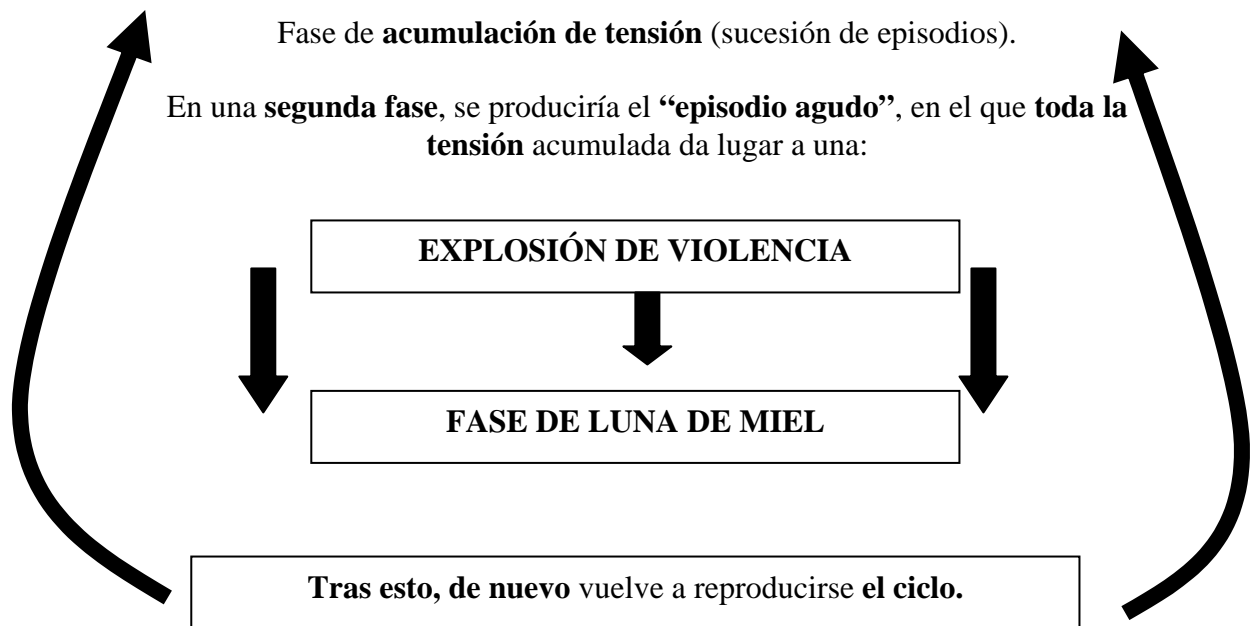 Fase de acumulación de tensión (sucesión de episodios).
En una segunda fase, se produciría el “episodio agudo”, en el que toda la
tensión acumulada da lugar a una:
EXPLOSIÓN DE VIOLENCIA
FASE DE LUNA DE MIEL
Tras esto, de nuevo vuelve a reproducirse el ciclo.